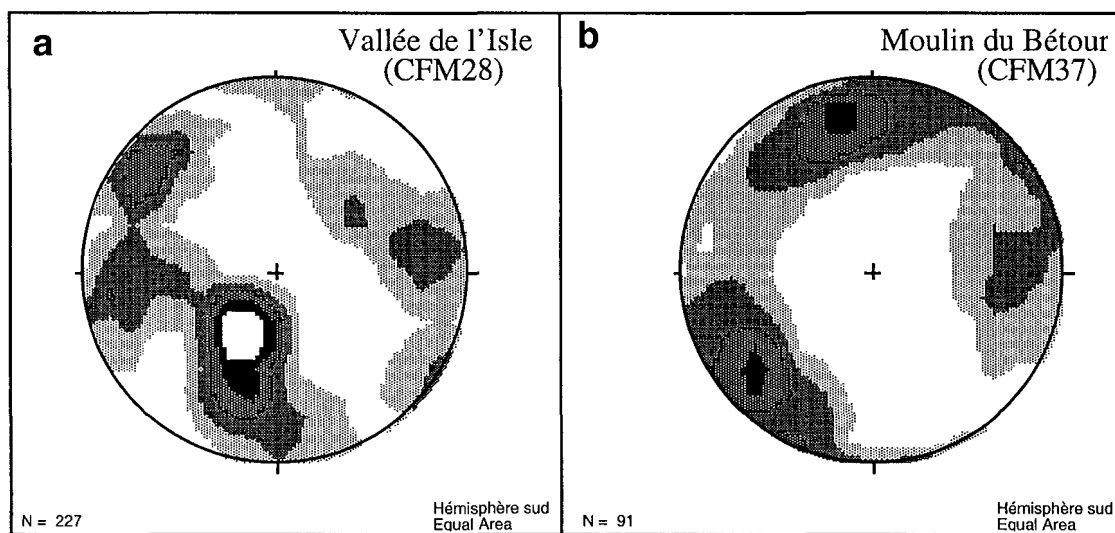 a
Vallée de l'Isle
(CFM28)
N = 227
Hémisphère sud
Equal Area
b
Moulin du Bétour
(CFM37)
N = 91
Hémisphère sud
Equal Area